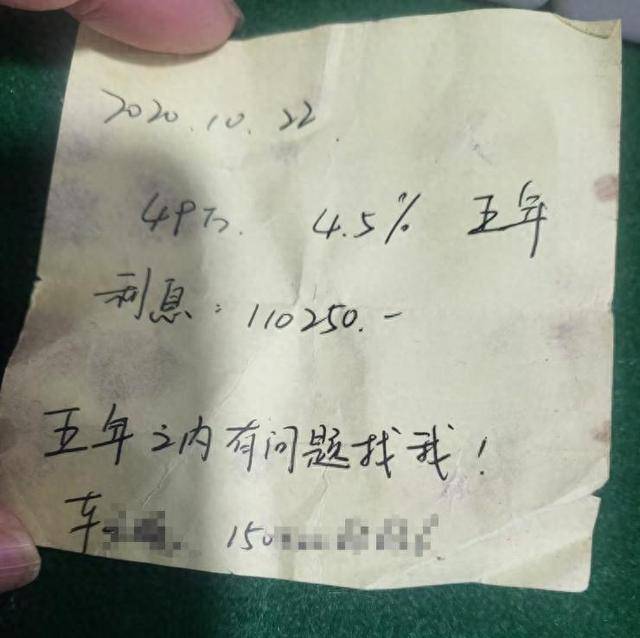 2020.10.22
49万. 4.5% 五年
利息：110250.-
五年之内有问题找我！
车 150